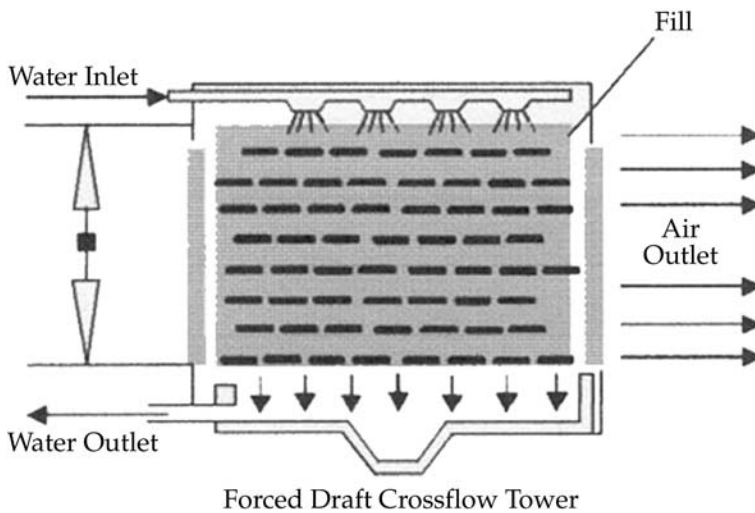 Fill
Water Inlet
Air
Outlet
Water Outlet
Forced Draft Crossflow Tower